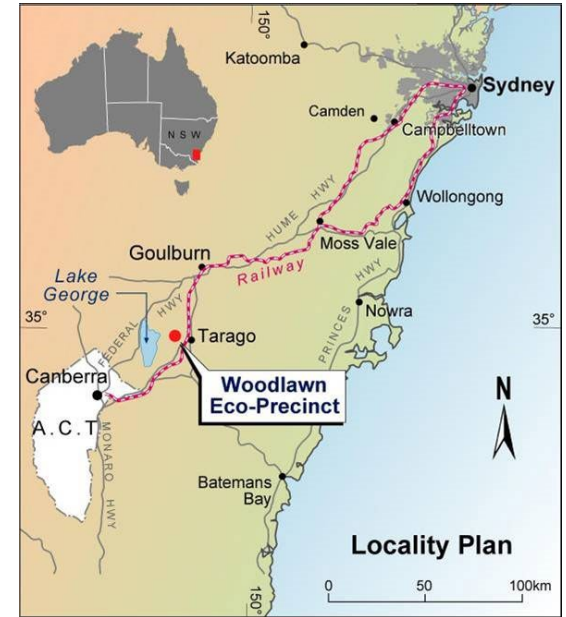 150°
Katoomba
Sydney
N S W
Camden
Campbelltown
Wollongong
HUME HWY
Moss Vale
Goulburn
Railway
Lake
George
PRINCES HWY
Nowra
35°
35°
FEDERAL HWY
Tarago
Canberra
Woodlawn
Eco-Precinct
N
A.C.T
MONARO HWY
Batemans
Bay
Locality Plan
0 50 100km
150°